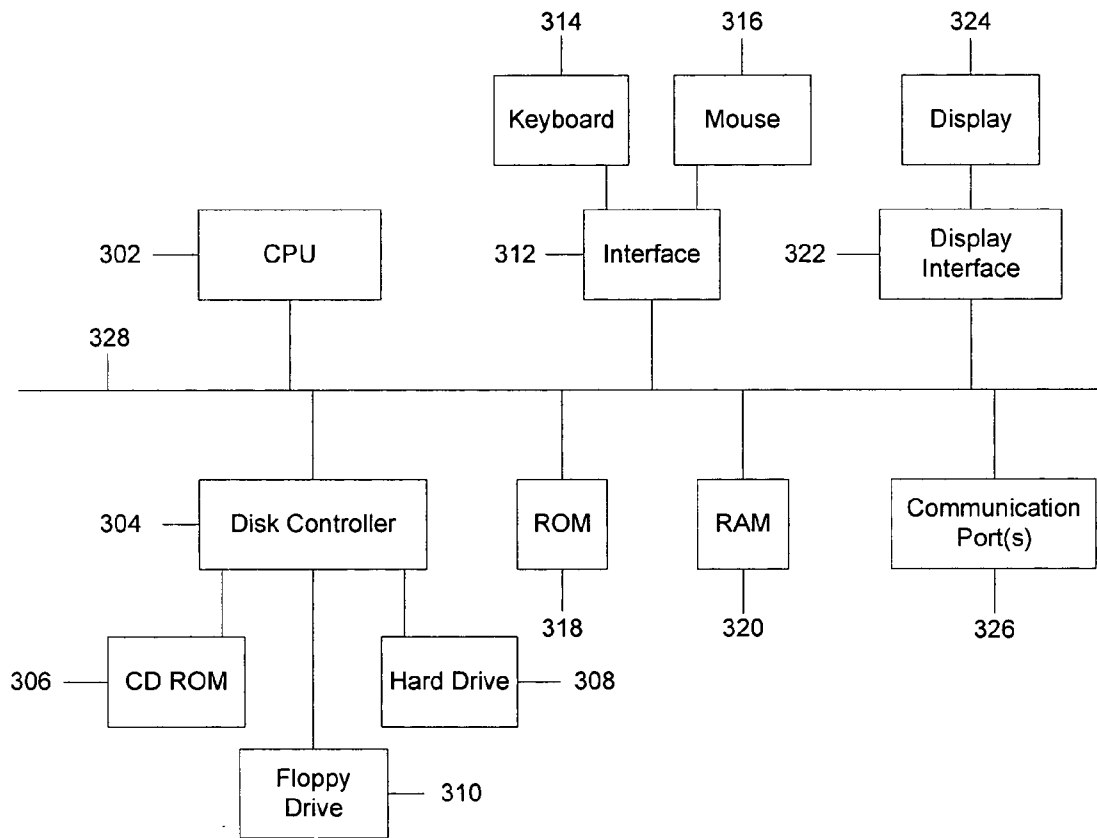 314
316
324
Keyboard
Mouse
Display
302
CPU
312
Interface
322
Display
Interface
328
304
Disk Controller
ROM
RAM
Communication
Port(s)
318
320
326
306
CD ROM
Hard Drive
308
Floppy
Drive
310